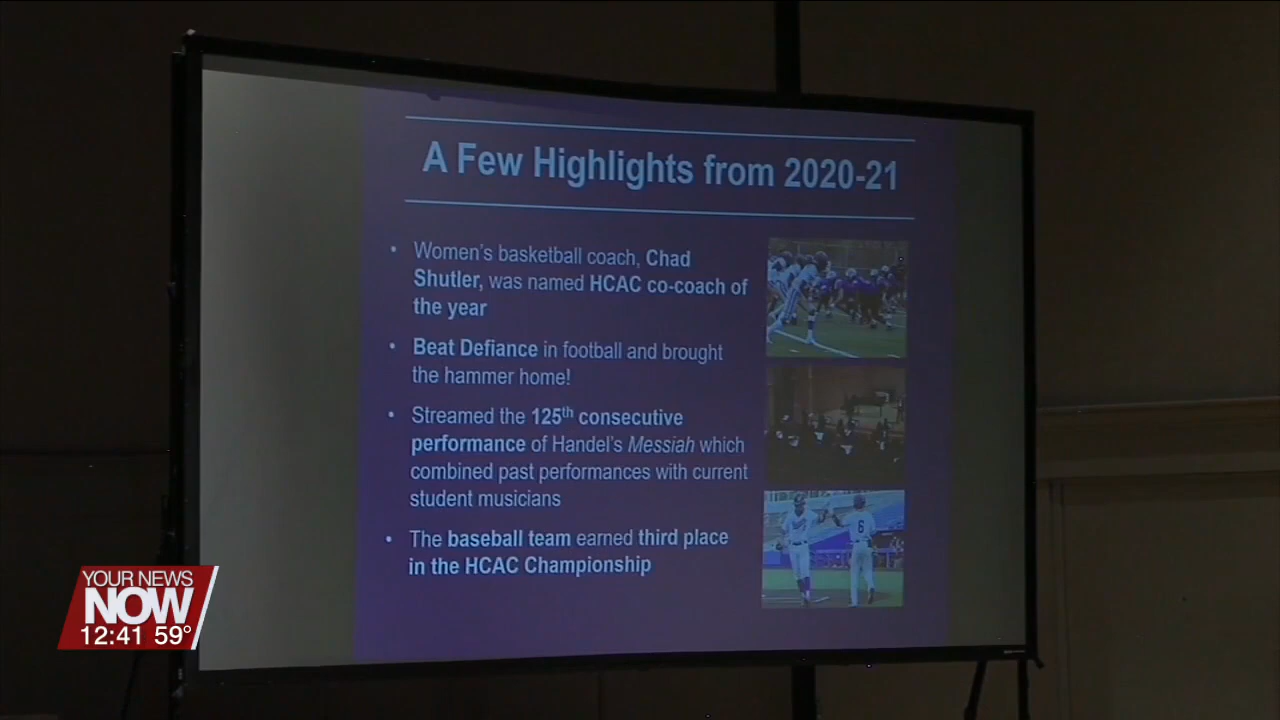 A Few Highlights from 2020-21
• Women's basketball coach, Chad
Shutler, was named HCAC co-coach of
the year
• Beat Defiance in football and brought
the hammer home!
• Streamed the 125th consecutive
performance of Handel's Messiah which
combined past performances with current
student musicians
• The baseball team earned third place
in the HCAC Championship
6
YOUR NEWS
NOW
12:41 59°